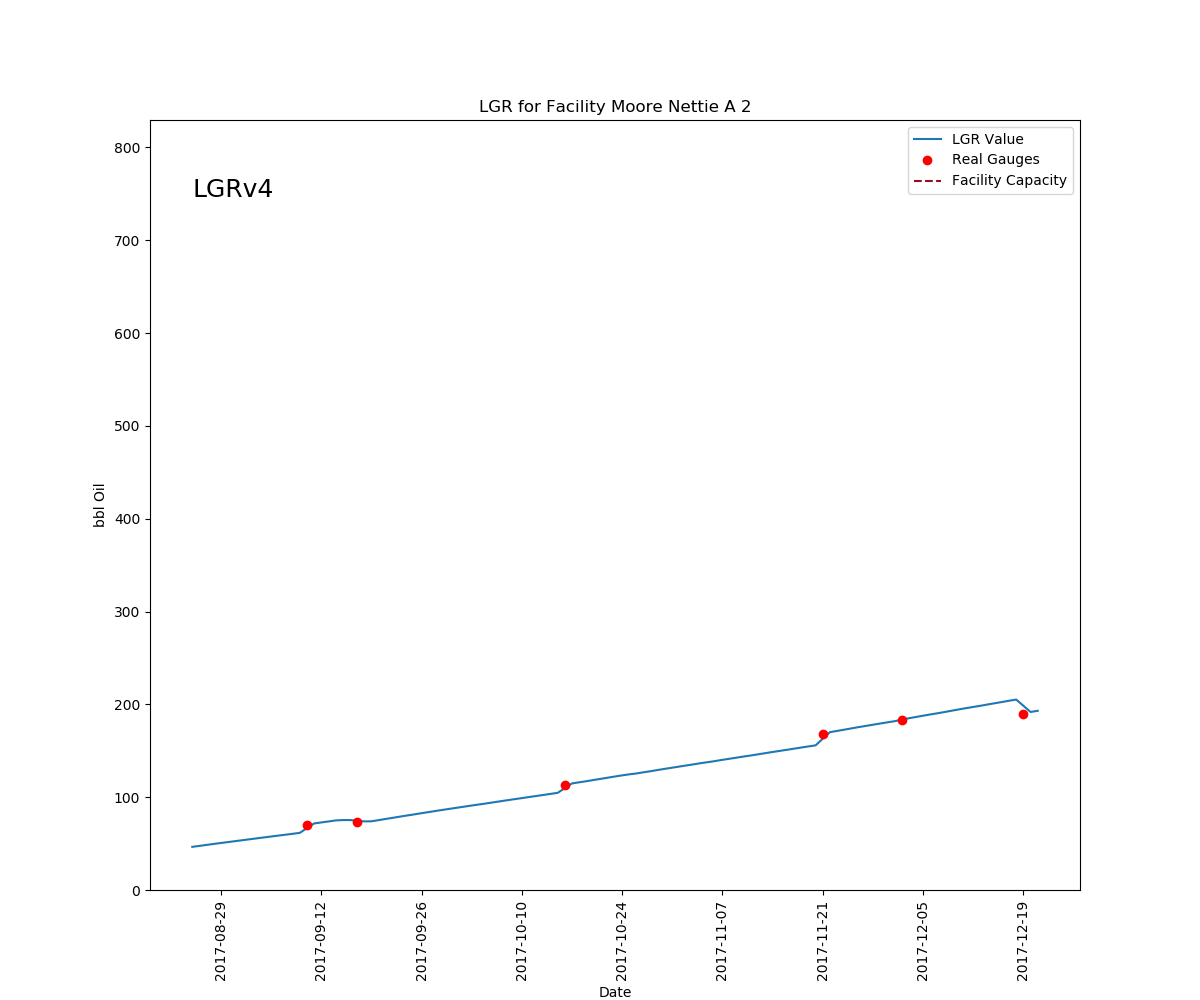 LGR for Facility Moore Nettie A 2
LGR Value
Real Gauges
Facility Capacity
LGRv4
bbl Oil
800
700
600
500
400
300
200
100
0
2017-08-29
2017-09-12
2017-09-26
2017-10-10
2017-10-24
2017-11-07
2017-11-21
2017-12-05
2017-12-19
Date